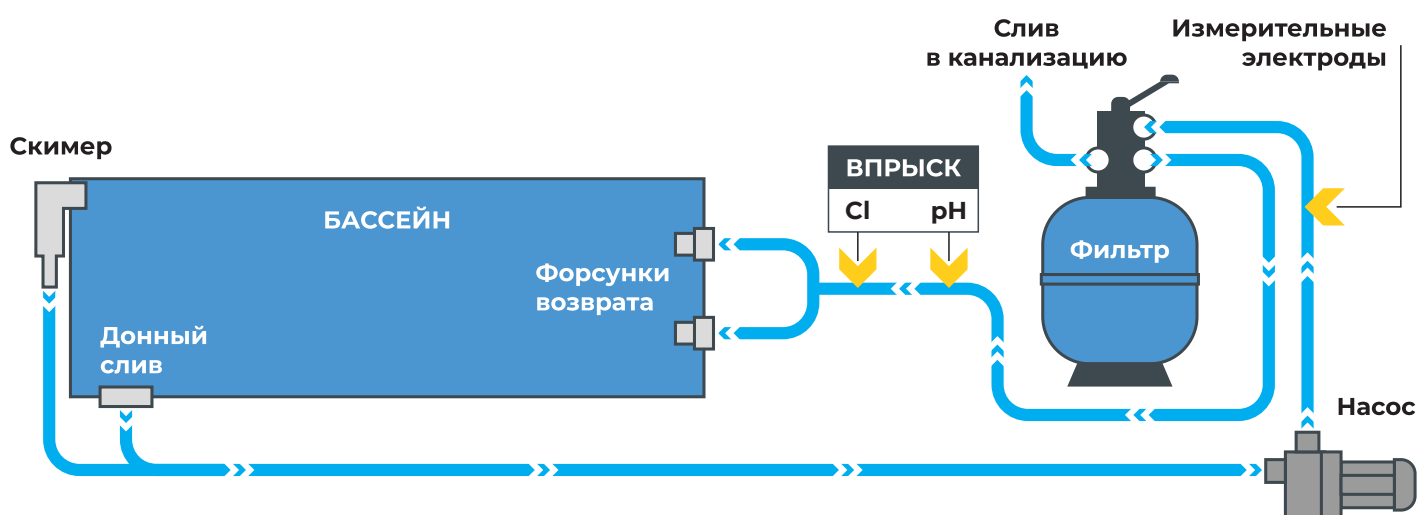 Слив
в канализацию
Измерительные
электроды
Скимер
БАССЕЙН
ВПРЫСК
Cl pH
Фильтр
Форсунки
возврата
Донный
слив
Насос